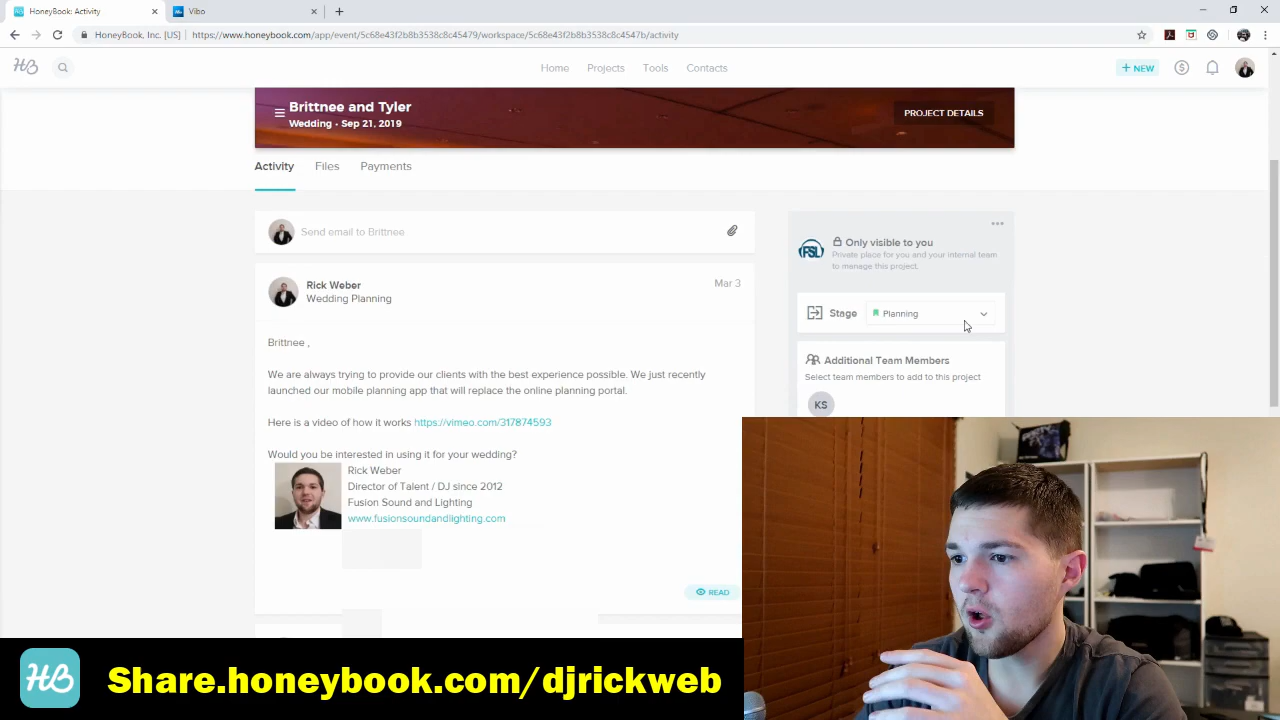 HoneyBook Activity
Vibo
HoneyBook, Inc. [US] | https://www.honeybook.com/app/event/5c68e43f2b8b3538c8c45479/workspace/5c68e43f2b8b3538c8c4547b/activity
HB
Home Projects Tools Contacts
+ NEW
Brittnee and Tyler
Wedding - Sep 21, 2019
PROJECT DETAILS
Activity Files Payments
Send email to Brittnee
FSL
Only visible to you
Private place for you and your internal team
to manage this project.
Rick Weber
Mar 3
Wedding Planning
Stage Planning
Brittnee ,
Additional Team Members
Select team members to add to this project
KS
We are always trying to provide our clients with the best experience possible. We just recently
launched our mobile planning app that will replace the online planning portal.
Here is a video of how it works https://vimeo.com/317874593
Would you be interested in using it for your wedding?
Rick Weber
Director of Talent / DJ since 2012
Fusion Sound and Lighting
www.fusionsoundandlighting.com
READ
HB
Share.honeybook.com/djrickweb